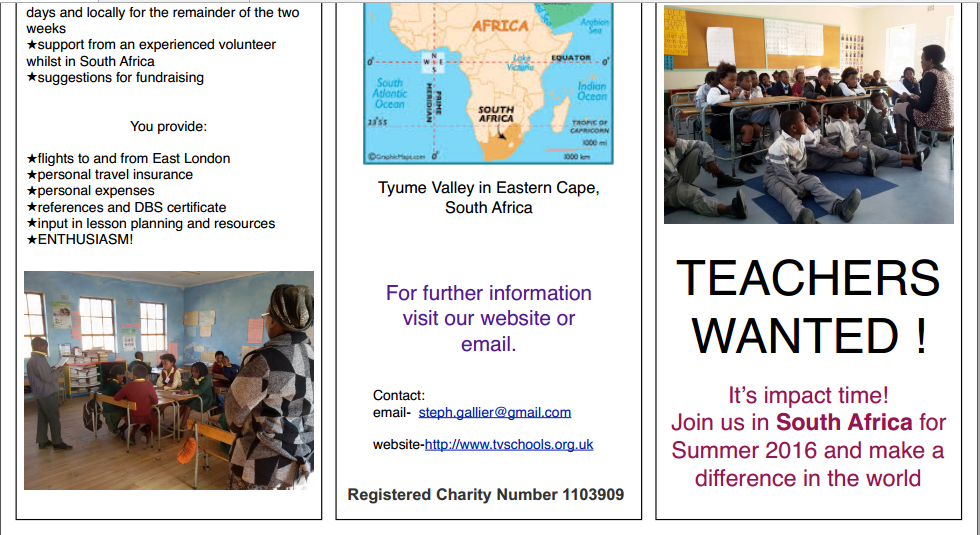 days and locally for the remainder of the two
weeks
★support from an experienced volunteer
whilst in South Africa
★suggestions for fundraising
You provide:
★flights to and from East London
★personal travel insurance
★personal expenses
★references and DBS certificate
★input in lesson planning and resources
★ENTHUSIASM!
AFRICA
Arabian
Sea
0°
N
W E
S
Lake
Victoria
EQUATOR
0°
South
Atlantic
Ocean
PRIME
MERIDIAN
Indian
Ocean
SOUTH
AFRICA
TROPIC OF
CAPRICORN
1000 mi
1000 km
©GraphicMaps.com
0°
Tyume Valley in Eastern Cape,
South Africa
For further information
visit our website or
email.
Contact:
email- steph.gallier@gmail.com
website-http://www.tvschools.org.uk
Registered Charity Number 1103909
TEACHERS
WANTED !
It's impact time!
Join us in South Africa for
Summer 2016 and make a
difference in the world